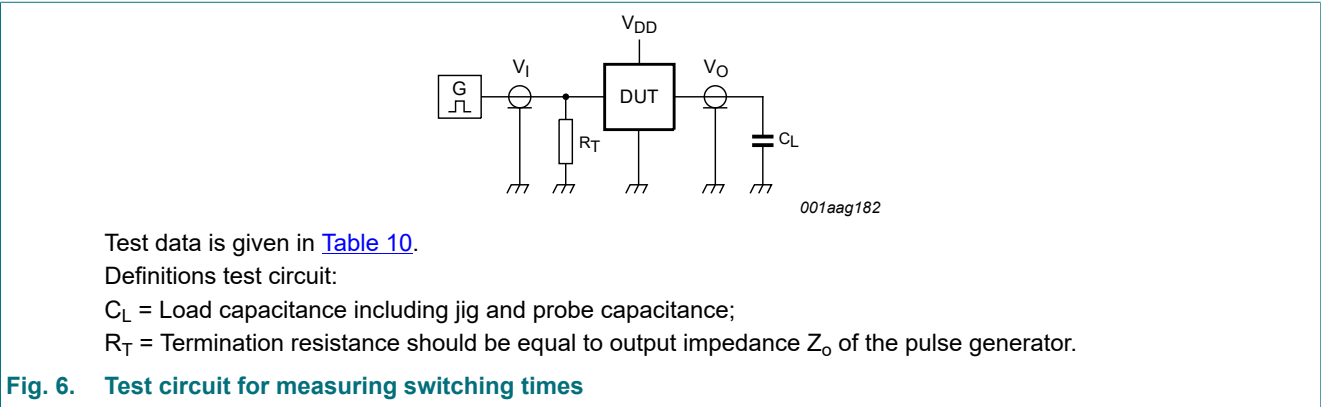 V_DD
V_I
V_O
G
DUT
R_T
C_L
001aag182
Test data is given in Table 10.
Definitions test circuit:
C_L = Load capacitance including jig and probe capacitance;
R_T = Termination resistance should be equal to output impedance Z_o of the pulse generator.
Fig. 6. Test circuit for measuring switching times